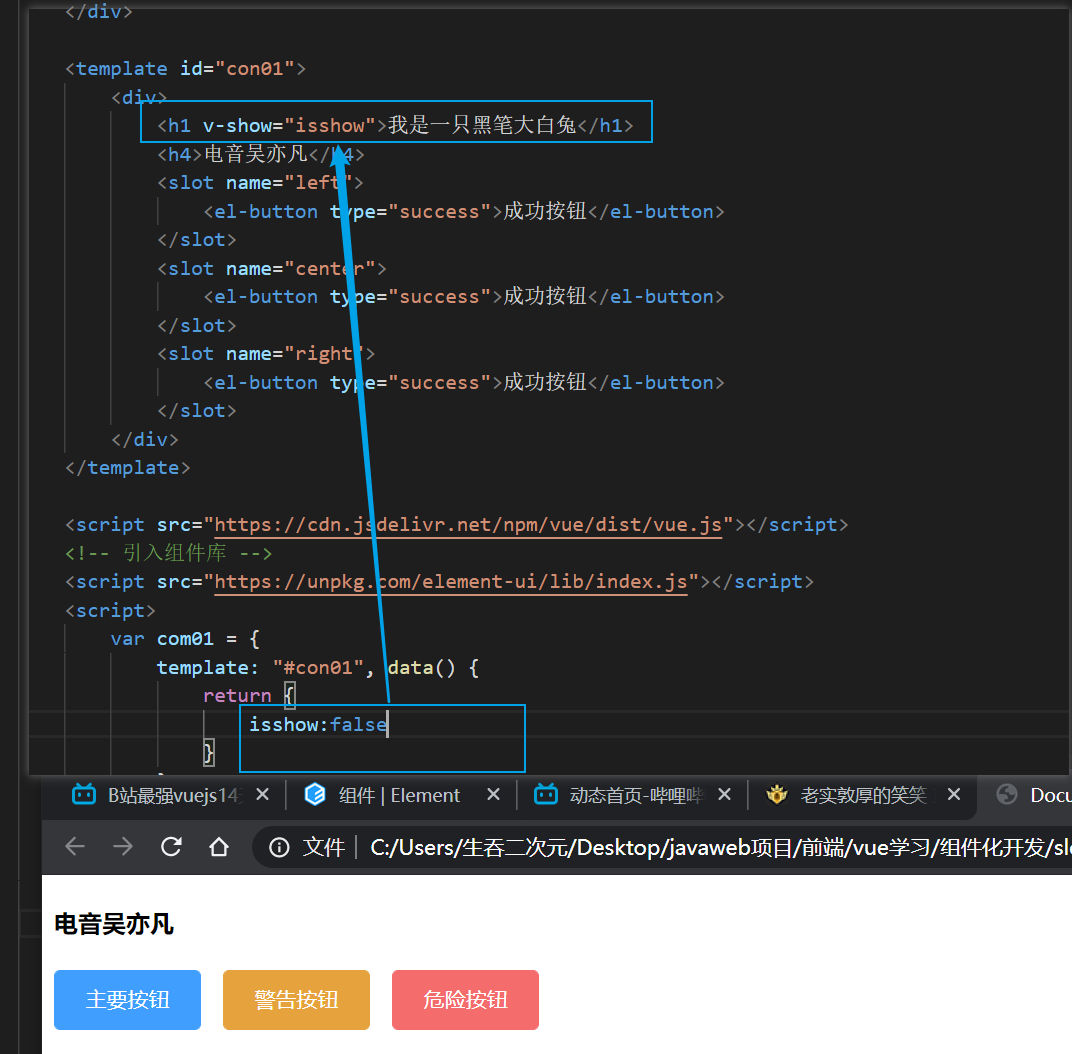 </div>
<template id="con01">
<div>
<h1 v-show="isshow">我是一只黑笔大白兔</h1>
<h4>电音吴亦凡</h4>
<slot name="left">
<el-button type="success">成功按钮</el-button>
</slot>
<slot name="center">
<el-button type="success">成功按钮</el-button>
</slot>
<slot name="right">
<el-button type="success">成功按钮</el-button>
</slot>
</div>
</template>
<script src="https://cdn.jsdelivr.net/npm/vue/dist/vue.js"></script>
<!-- 引入组件库 -->
<script src="https://unpkg.com/element-ui/lib/index.js"></script>
<script>
var com01 = {
template: "#con01", data() {
return {
isshow:false
}
B站最强vuejs14 组件 | Element 动态首页-哔哩哔 老实敦厚的笑笑 Docu
文件 C:/Users/生吞二次元/Desktop/javaweb项目/前端/vue学习/组件化开发/slo
电音吴亦凡
主要按钮 警告按钮 危险按钮